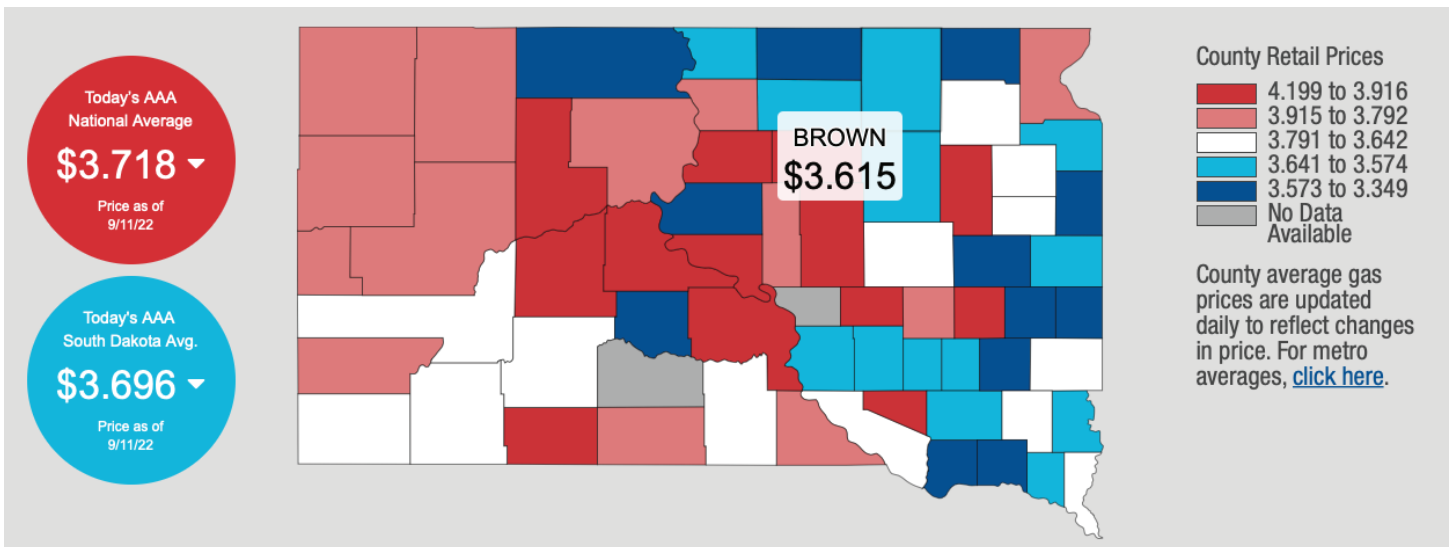 Today's AAA
National Average
$3.718
Price as of
9/11/22
Today's AAA
South Dakota Avg.
$3.696
Price as of
9/11/22
BROWN
$3.615
County Retail Prices
4.199 to 3.916
3.915 to 3.792
3.791 to 3.642
3.641 to 3.574
3.573 to 3.349
No Data
Available
County average gas
prices are updated
daily to reflect changes
in price. For metro
averages, click here.